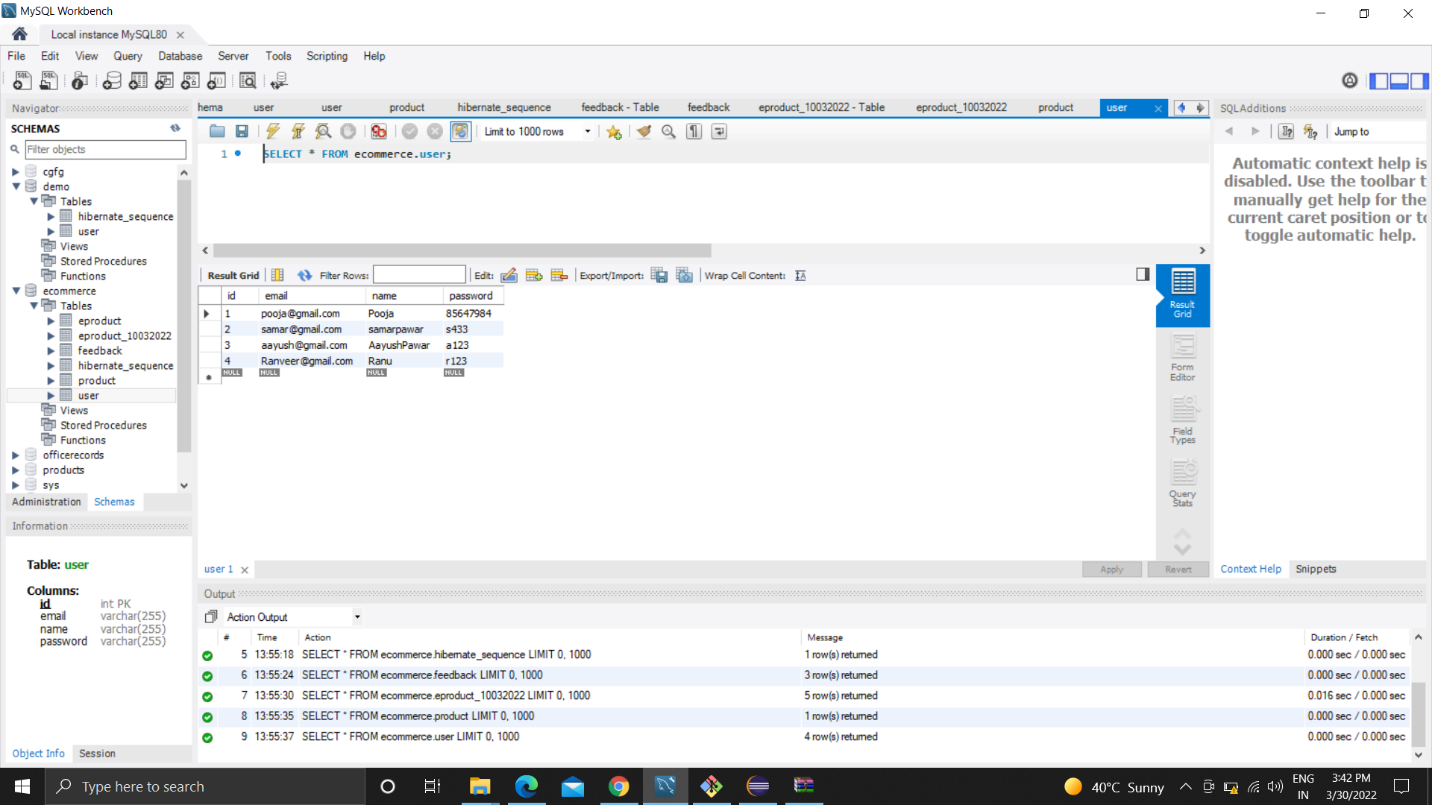 MySQL Workbench
Local instance MySQL80
File Edit View Query Database Server Tools Scripting Help
Navigator
SCHEMAS
Filter objects
cgfg
demo
Tables
hibernate_sequence
user
Views
Stored Procedures
Functions
ecommerce
Tables
eproduct
eproduct_10032022
feedback
hibernate_sequence
product
user
Views
Stored Procedures
Functions
officerecords
products
sys
Administration Schemas
Information
Table: user
Columns:
id int PK
email varchar(255)
name varchar(255)
password varchar(255)
Object Info Session
hema user user product hibernate_sequence feedback - Table feedback eproduct_10032022 - Table eproduct_10032022 product user
Limit to 1000 rows
1 SELECT * FROM ecommerce.user;
Result Grid Filter Rows: Edit: Export/Import: Wrap Cell Content:
id email name password
1 pooja@gmail.com Pooja 85647984
2 samar@gmail.com samarpawar s433
3 aayush@gmail.com AayushPawar a123
4 Ranveer@gmail.com Ranu r123
NULL NULL NULL NULL
Result
Grid
Form
Editor
Field
Types
Query
Stats
user 1 Apply Revert
SQLAdditions
Jump to
Automatic context help is
disabled. Use the toolbar t
manually get help for the
current caret position or to
toggle automatic help.
Context Help Snippets
Output
Action Output
# Time Action Message Duration / Fetch
5 13:55:18 SELECT * FROM ecommerce.hibernate_sequence LIMIT 0, 1000 1 row(s) returned 0.000 sec / 0.000 sec
6 13:55:24 SELECT * FROM ecommerce.feedback LIMIT 0, 1000 3 row(s) returned 0.000 sec / 0.000 sec
7 13:55:30 SELECT * FROM ecommerce.eproduct_10032022 LIMIT 0, 1000 5 row(s) returned 0.016 sec / 0.000 sec
8 13:55:35 SELECT * FROM ecommerce.product LIMIT 0, 1000 1 row(s) returned 0.000 sec / 0.000 sec
9 13:55:37 SELECT * FROM ecommerce.user LIMIT 0, 1000 4 row(s) returned 0.000 sec / 0.000 sec
Type here to search
40°C Sunny
ENG
IN
3:42 PM
3/30/2022